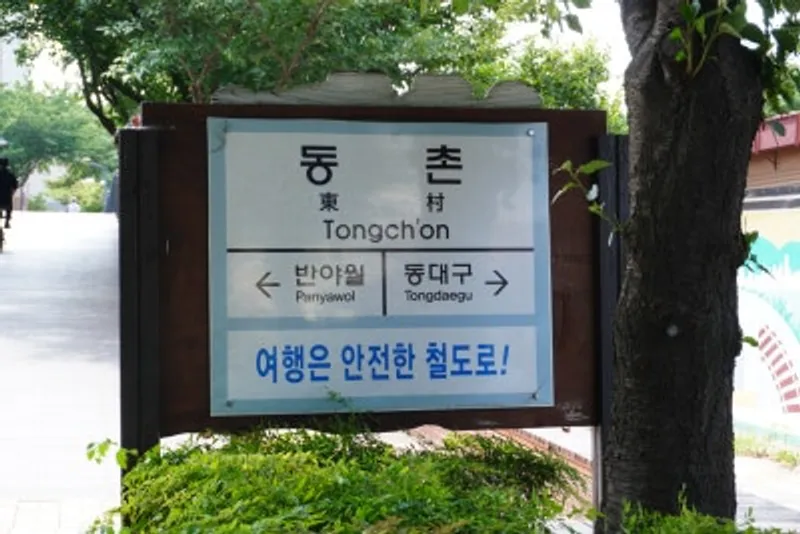 동 촌
東 村
Tongch'on
← 반야월 동대구 →
Panyawol Tongdaegu
여행은 안전한 철도로!